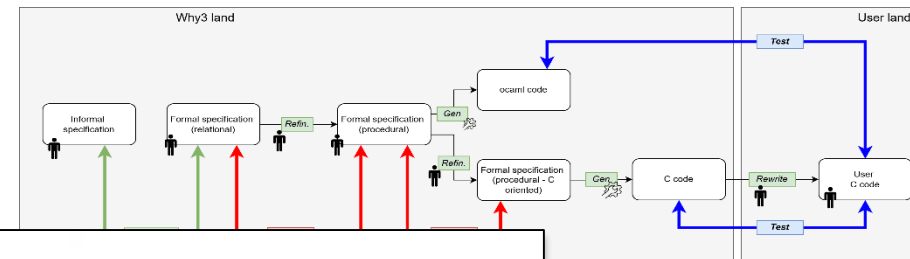 Why3 land
User land
Test
ocaml code
Informal
specification
Formal specification
(relational)
Refin.
Formal specification
(procedural)
Gen
Refin.
Formal specification
(procedural - C
oriented)
Gen
C code
Rewrite
User
C code
Test